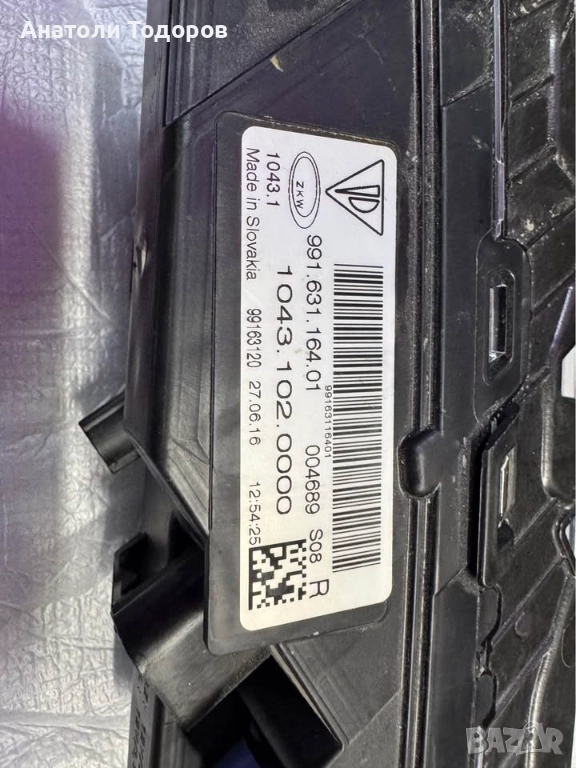 Анатоли Тодоров
ZKW
991.631.164.01 004689 S08 R
99163116401
1043.102.0000
1043.1
Made in Slovakia 99163120 27.06.16 12:54:25
BAZAR